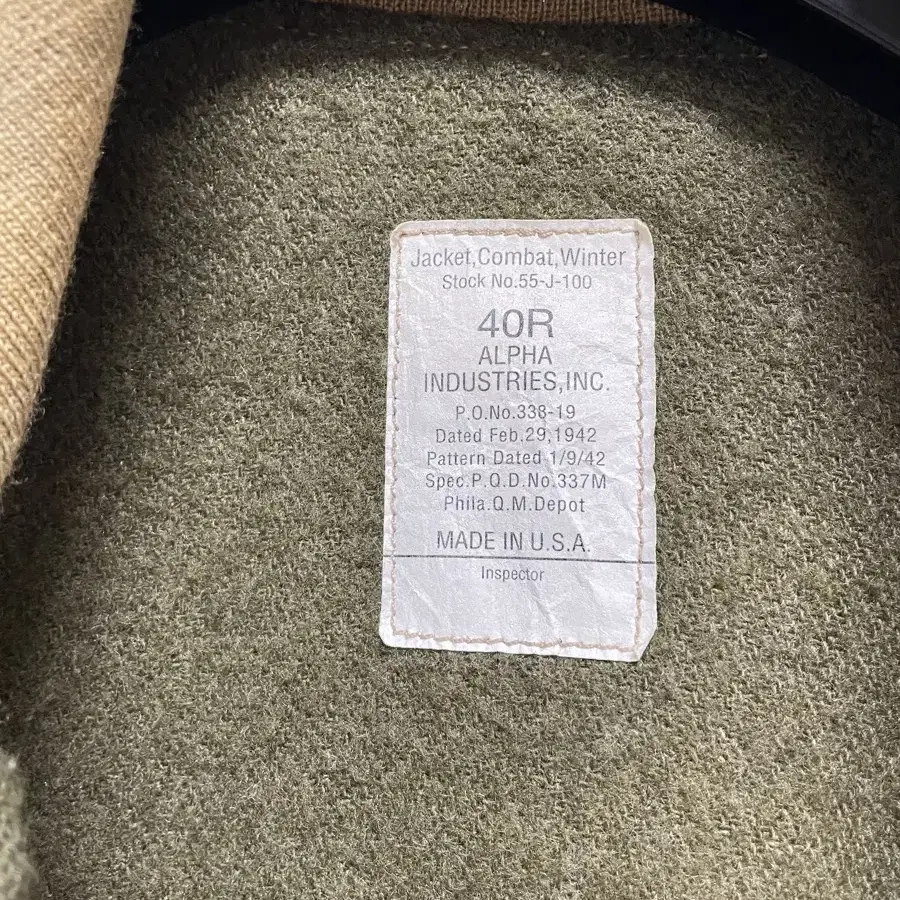 Jacket,Combat,Winter
Stock No.55-J-100
40R
ALPHA
INDUSTRIES,INC.
P.O.No.338-19
Dated Feb.29,1942
Pattern Dated 1/9/42
Spec.P.Q.D.No.337M
Phila.Q.M.Depot
MADE IN U.S.A.
Inspector